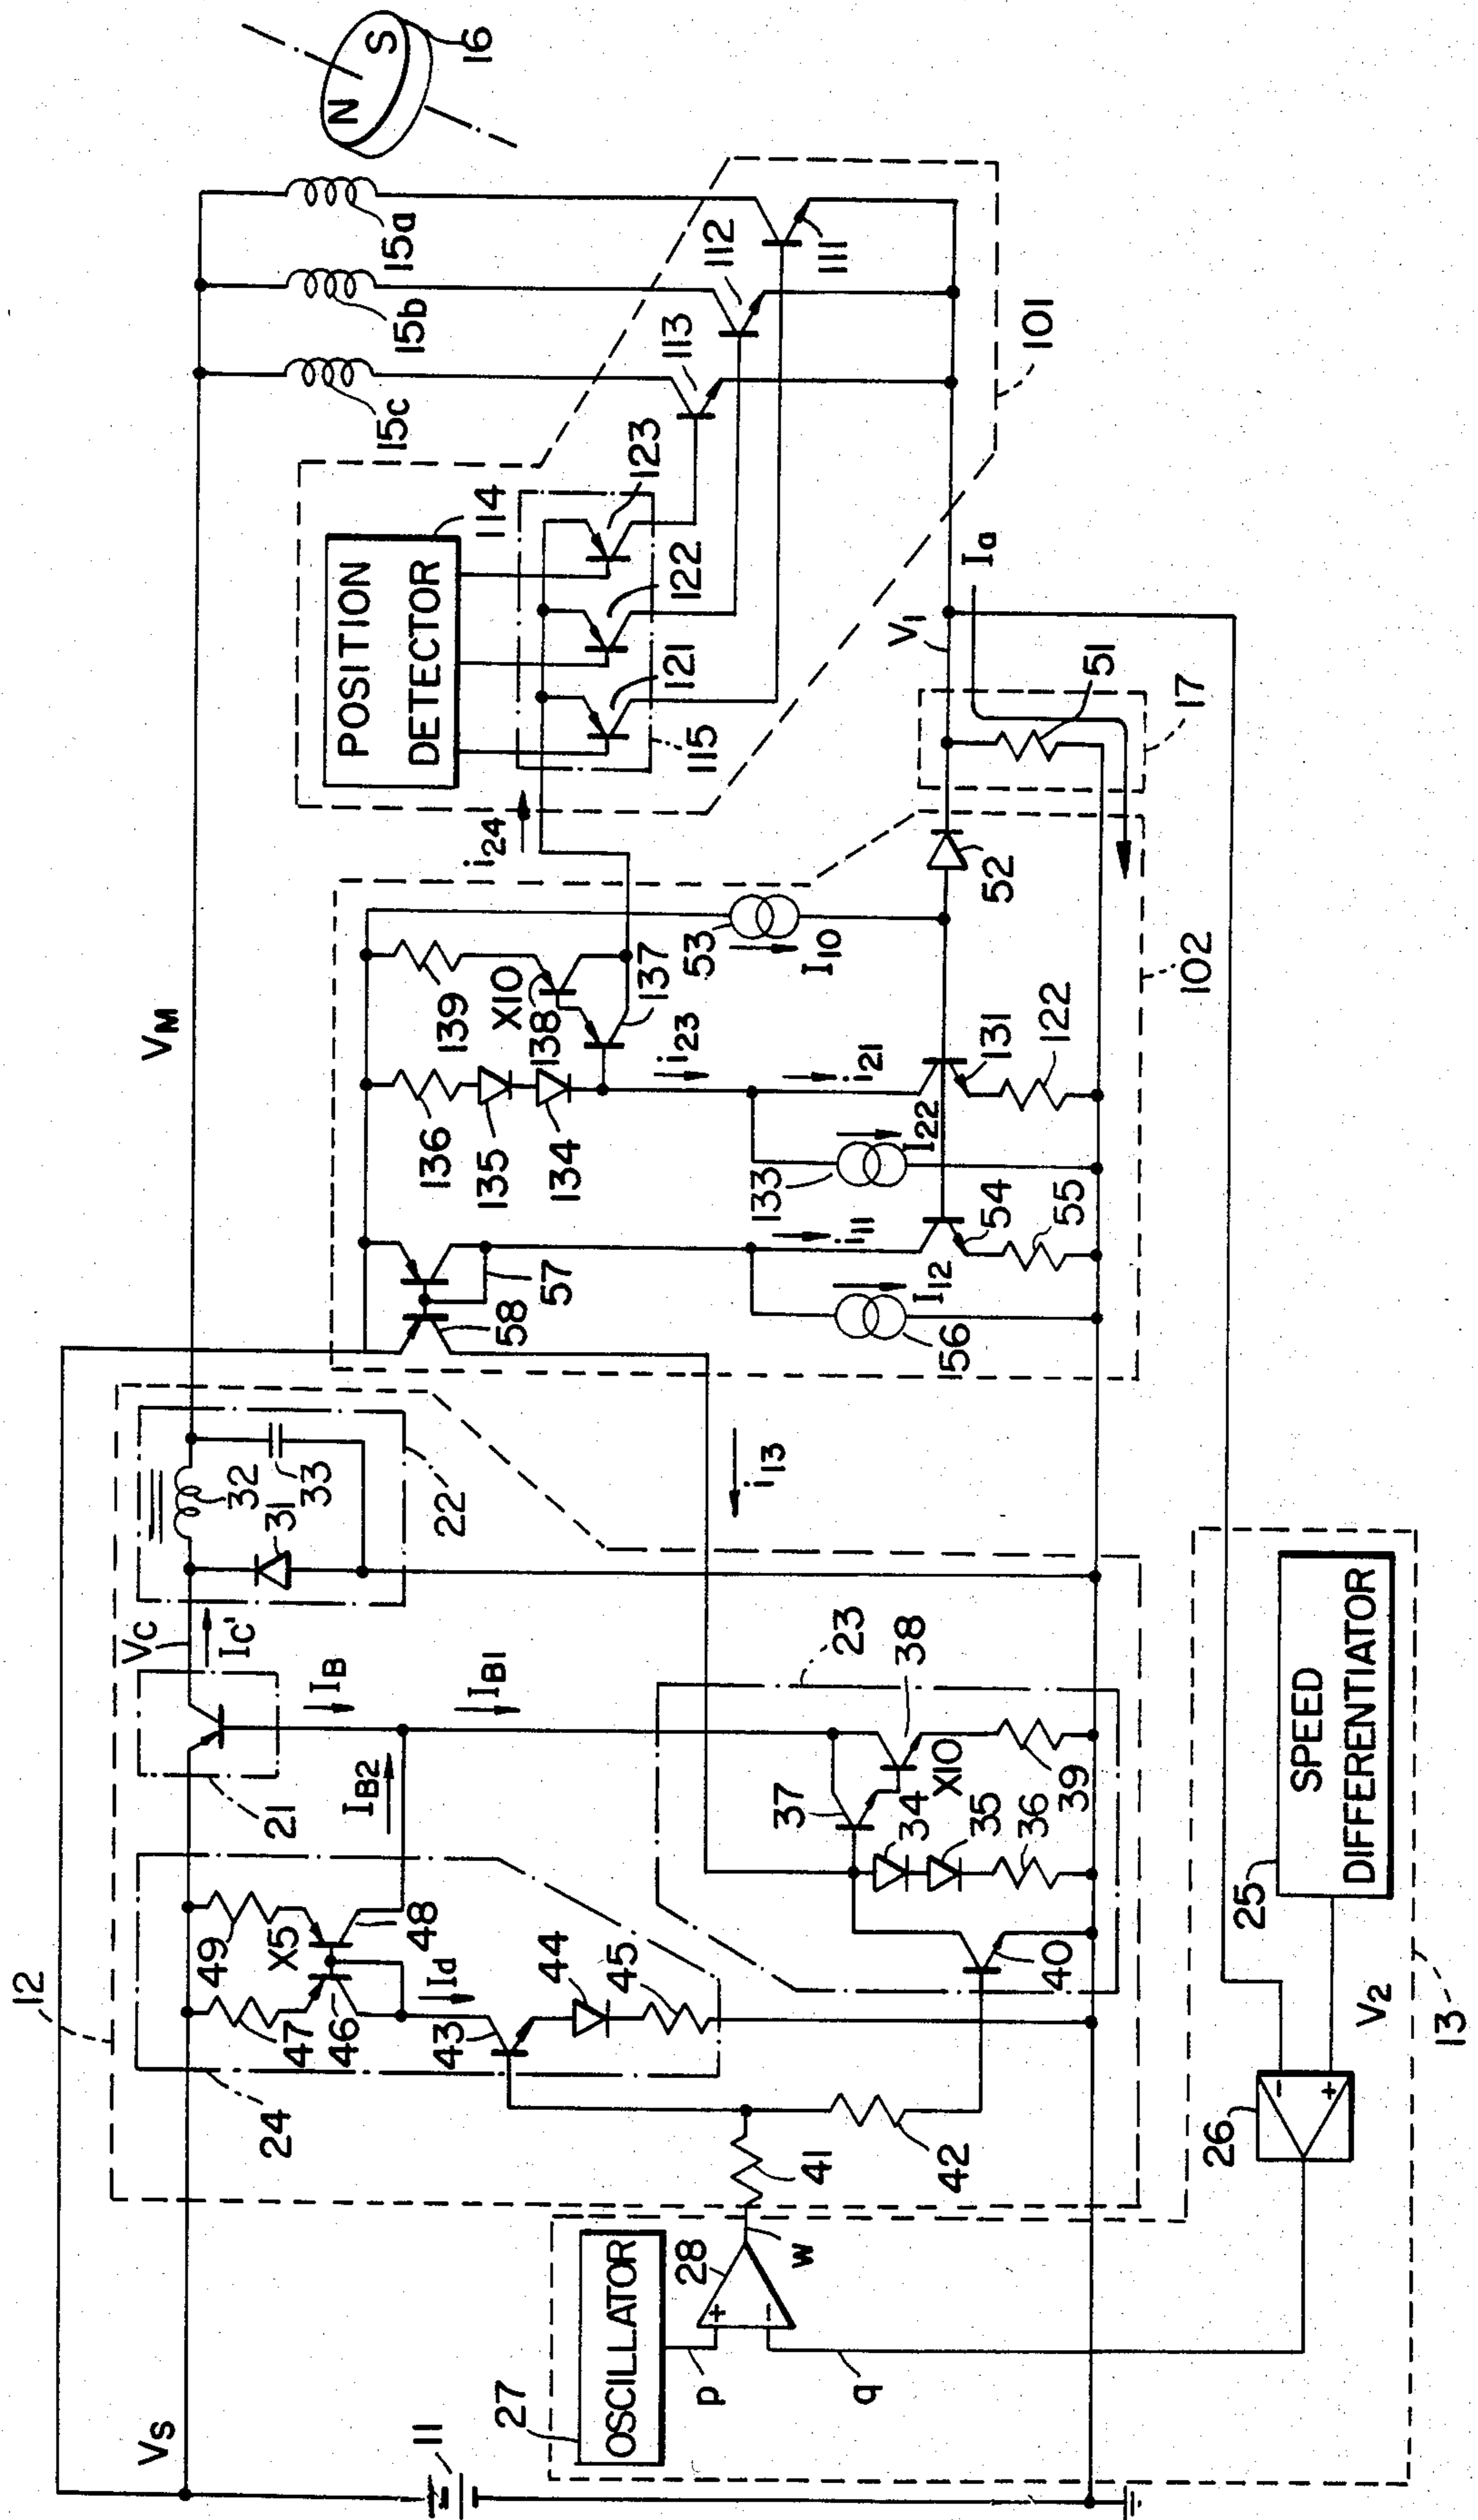 12
VS
VM
VC
IC'
N
S
16
15a
15b
15c
11
24
49
X5
47
46
48
Id
43
44
45
21
IB2
IB
IB1
32
31
33
22
23
37
38
X10
34
35
36
39
40
41
42
58
57
136
135
134
139
X10
138
137
i23
133
I22
i21
i11
I12
56
54
55
131
122
53
I10
52
102
i13
i24
POSITION
DETECTOR
114
121
122
123
115
113
112
111
101
V1
Ia
51
17
27
OSCILLATOR
28
p
q
w
26
V2
25
SPEED
DIFFERENTIATOR
13